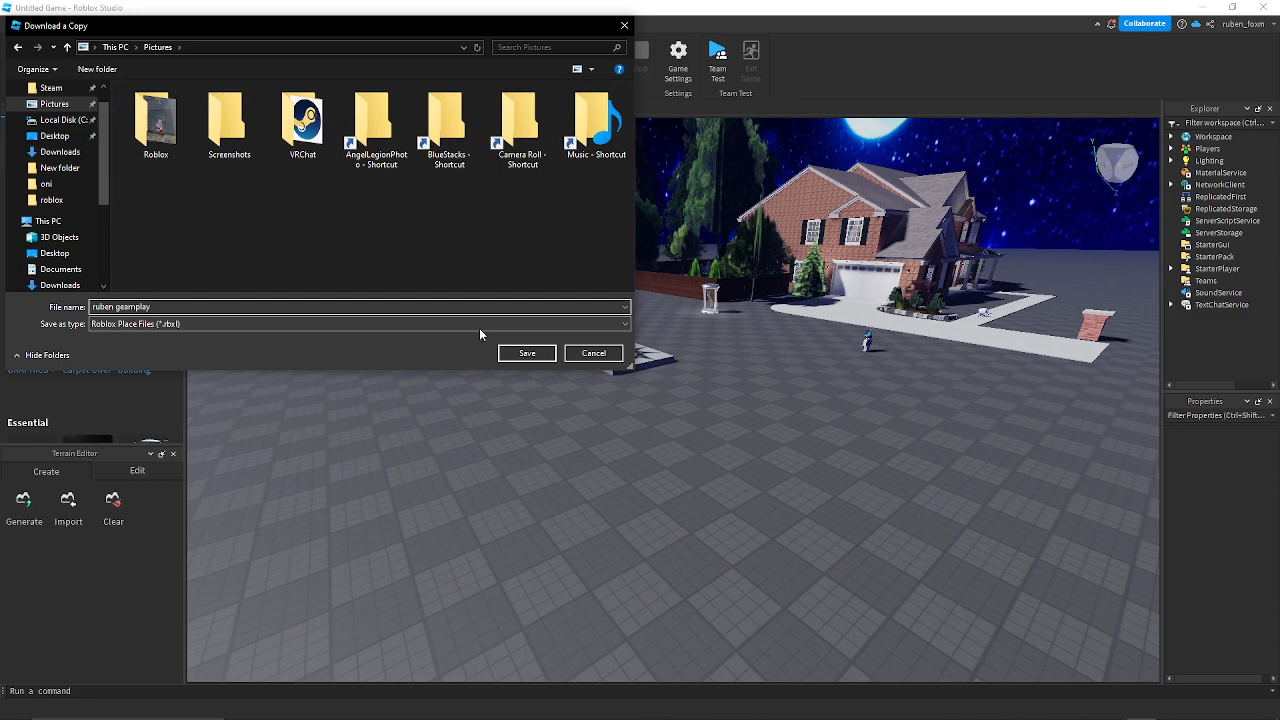 Untitled Game - Roblox Studio
Download a Copy
This PC
Pictures
Search Pictures
Organize
New folder
Steam
Pictures
Local Disk (C:
Desktop
Downloads
New folder
oni
roblox
This PC
3D Objects
Desktop
Documents
Downloads
Roblox
Screenshots
VRChat
AngelLegionPhot
o - Shortcut
BlueStacks -
Shortcut
Camera Roll -
Shortcut
Music - Shortcut
File name:
ruben geamplay
Save as type:
Roblox Place Files (*.rbxl)
Hide Folders
Save
Cancel
Collaborate
ruben_foxm
Game
Settings
Settings
Team
Test
Exit
Game
Team Test
Essential
Terrain Editor
Create
Edit
Generate
Import
Clear
Explorer
Filter workspace (Ctrl...
Workspace
Players
Lighting
MaterialService
NetworkClient
ReplicatedFirst
ReplicatedStorage
ServerScriptService
ServerStorage
StarterGui
StarterPack
StarterPlayer
Teams
SoundService
TextChatService
Properties
Filter Properties (Ctrl+Shift...
Run a command